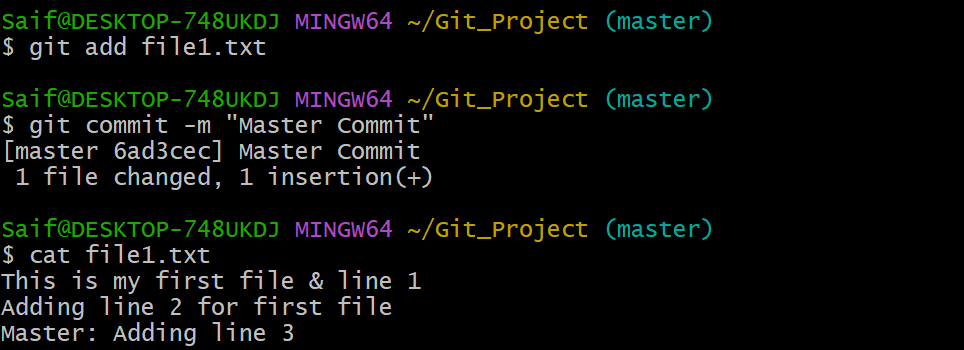 Saif@DESKTOP-748UKDJ MINGW64 ~/Git_Project (master)
$ git add file1.txt
Saif@DESKTOP-748UKDJ MINGW64 ~/Git_Project (master)
$ git commit -m "Master Commit"
[master 6ad3cec] Master Commit
 1 file changed, 1 insertion(+)
Saif@DESKTOP-748UKDJ MINGW64 ~/Git_Project (master)
$ cat file1.txt
This is my first file & line 1
Adding line 2 for first file
Master: Adding line 3